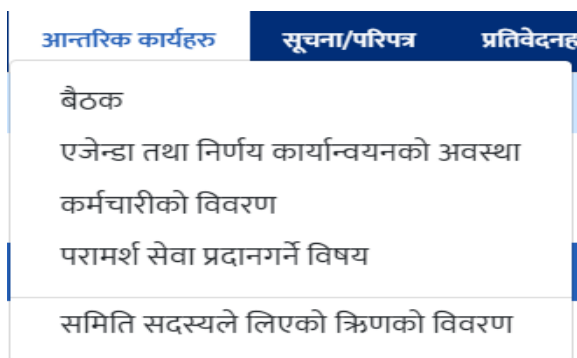 आन्तरिक कार्यहरु सूचना/परिपत्र प्रतिवेदनह
बैठक
एजेन्डा तथा निर्णय कार्यान्वयनको अवस्था
कर्मचारीको विवरण
परामर्श सेवा प्रदानगर्ने विषय
समिति सदस्यले लिएको ऋिणको विवरण